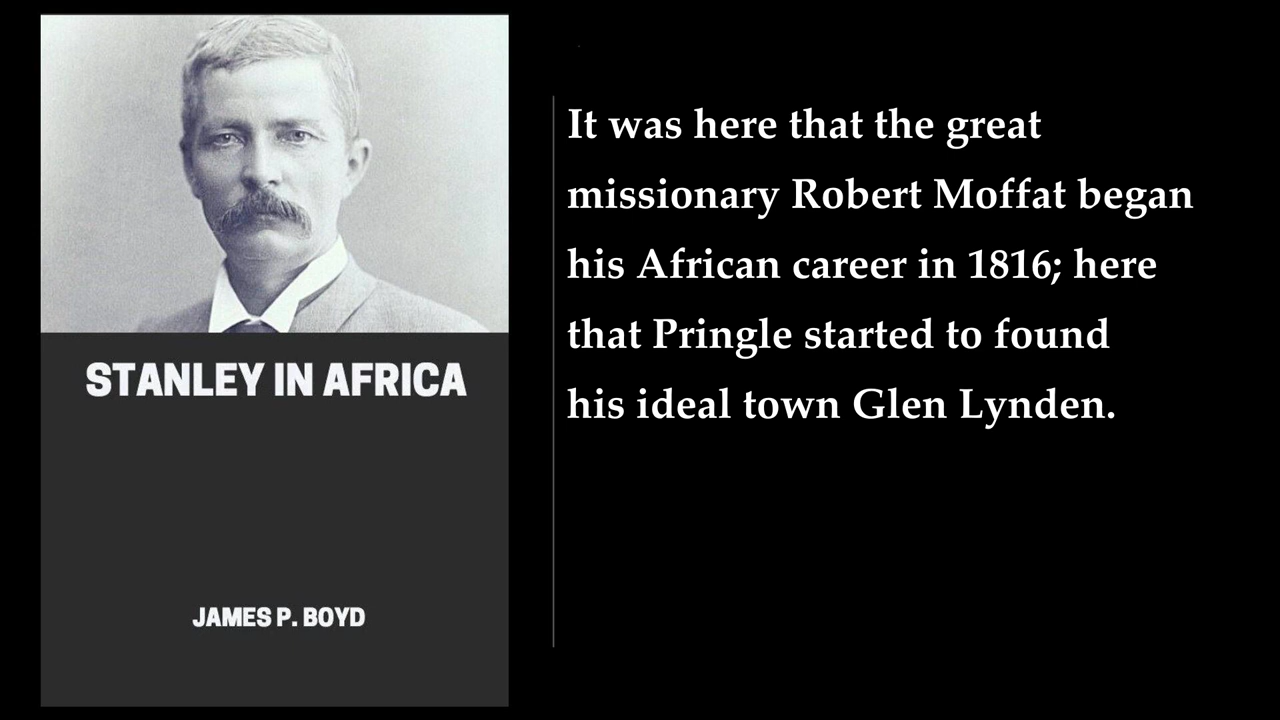 STANLEY IN AFRICA
JAMES P. BOYD
It was here that the great
missionary Robert Moffat began
his African career in 1816; here
that Pringle started to found
his ideal town Glen Lynden.